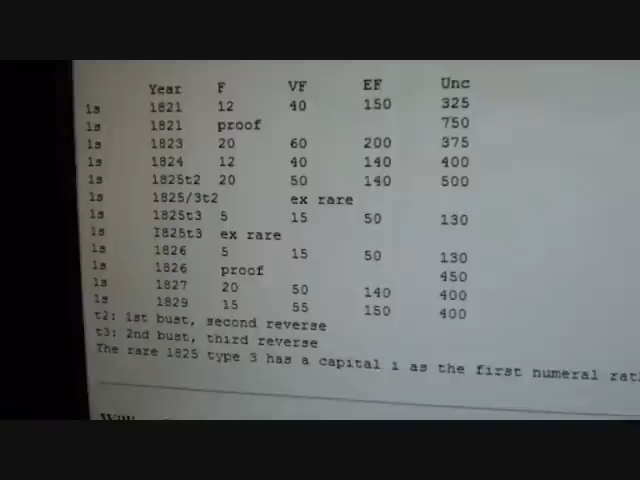 Year F VF EF Unc
1s 1821 12 40 150 325
1s 1821 proof 750
1s 1823 20 60 200 375
1s 1824 12 40 140 400
1s 1825t2 20 50 140 500
1s 1825/3t2 ex rare
1s 1825t3 5 15 50 130
1s I825t3 ex rare
1s 1826 5 15 50 130
1s 1826 proof 450
1s 1827 20 50 140 400
1s 1829 15 55 150 400
t2: 1st bust, second reverse
t3: 2nd bust, third reverse
The rare 1825 type 3 has a capital i as the first numeral rat